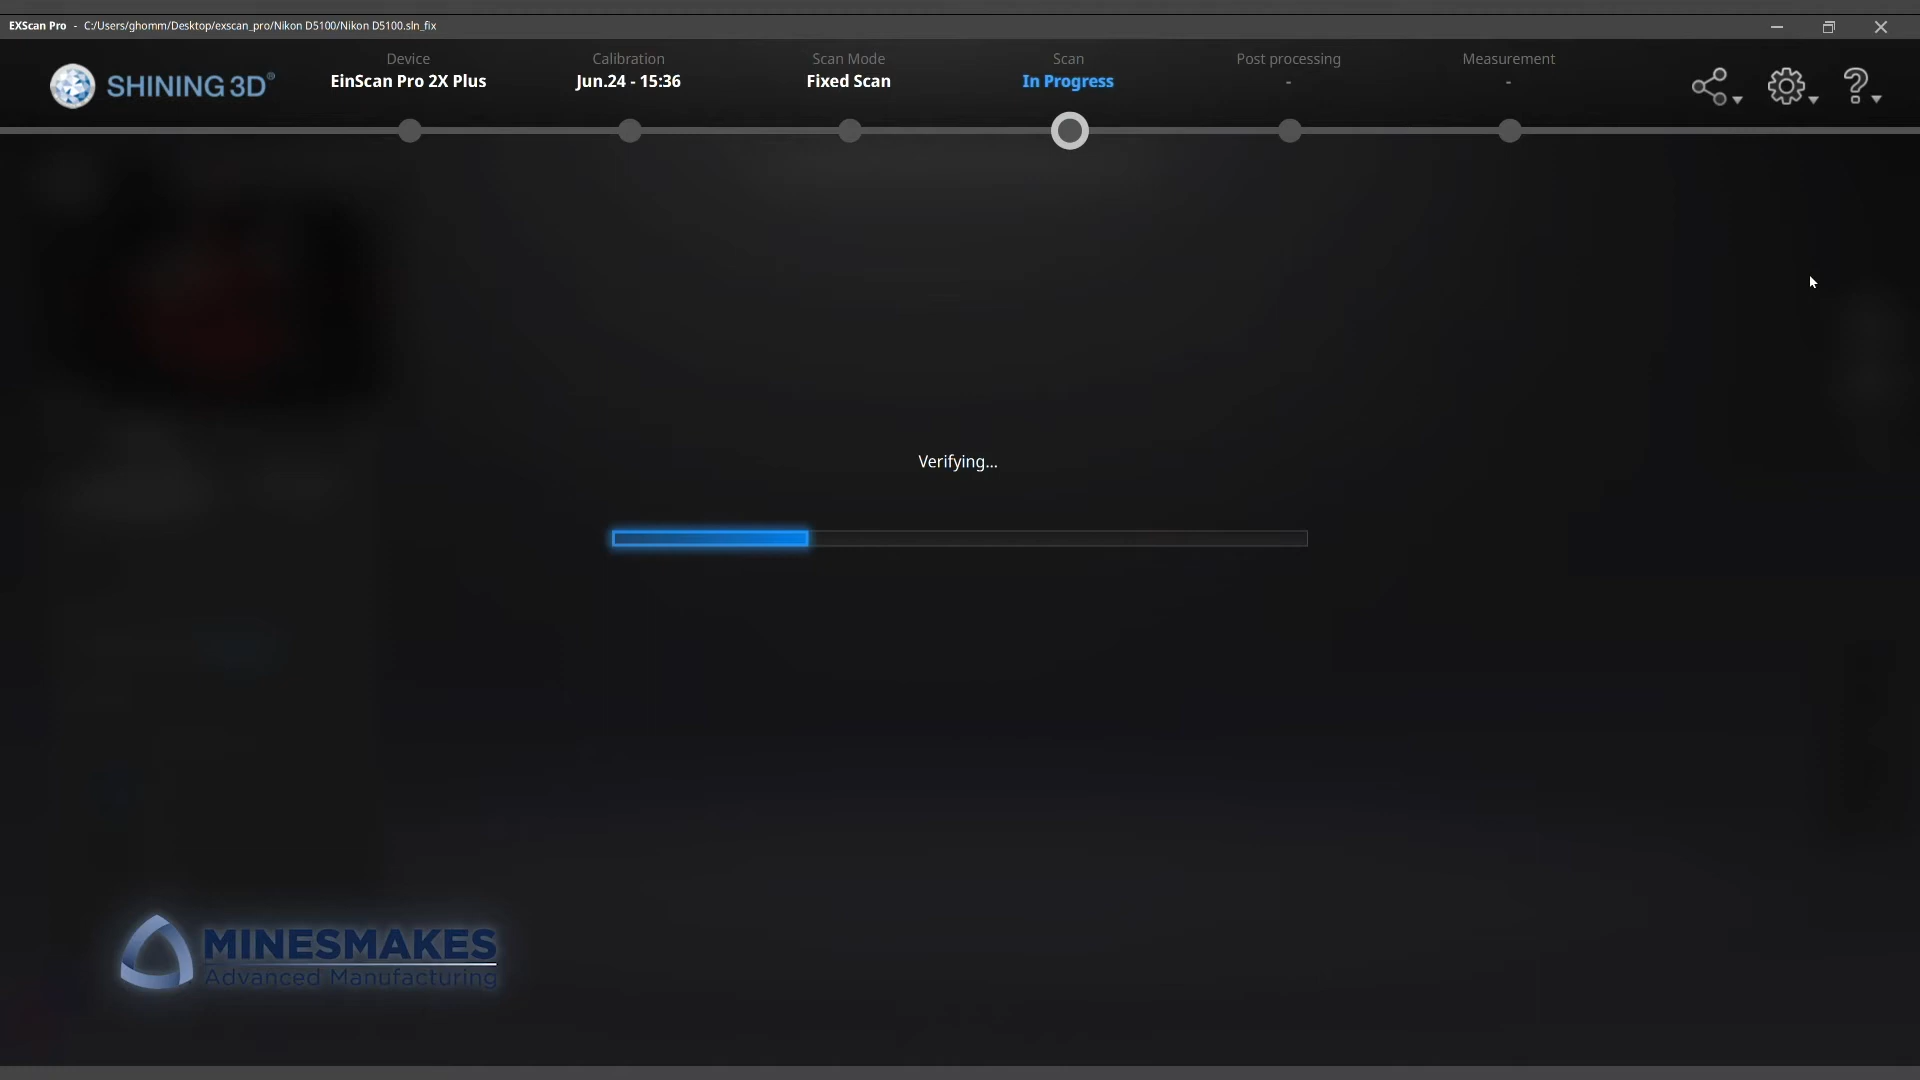 EXScan Pro - C:/Users/ghomm/Desktop/exscan_pro/Nikon D5100/Nikon D5100.sln_fix
SHINING 3D®
Device
EinScan Pro 2X Plus
Calibration
Jun.24 - 15:36
Scan Mode
Fixed Scan
Scan
In Progress
Post processing
-
Measurement
-
?
Verifying...
MINESMAKES
Advanced Manufacturing